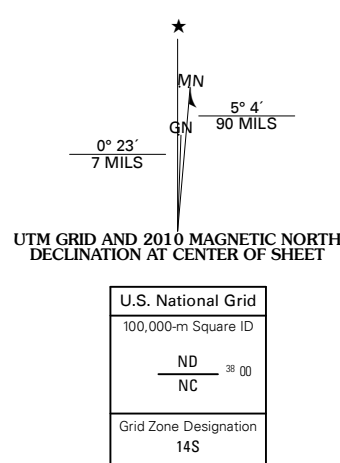 ★
MN
5° 4´
GN
90 MILS
0° 23´
7 MILS
UTM GRID AND 2010 MAGNETIC NORTH
DECLINATION AT CENTER OF SHEET
U.S. National Grid
100,000-m Square ID
ND
38 00
NC
Grid Zone Designation
14S